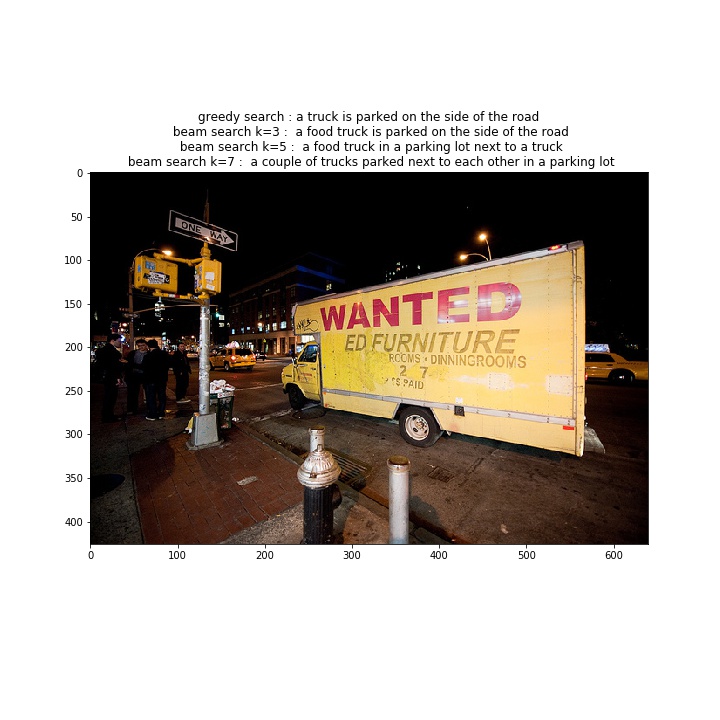 greedy search : a truck is parked on the side of the road
beam search k=3 :  a food truck is parked on the side of the road
beam search k=5 :  a food truck in a parking lot next to a truck
beam search k=7 :  a couple of trucks parked next to each other in a parking lot
0
50
100
150
200
250
300
350
400
0 100 200 300 400 500 600
ONE WAY
WANTED
ED FURNITURE
ROOMS • DINNINGROOMS
2 7
PAID